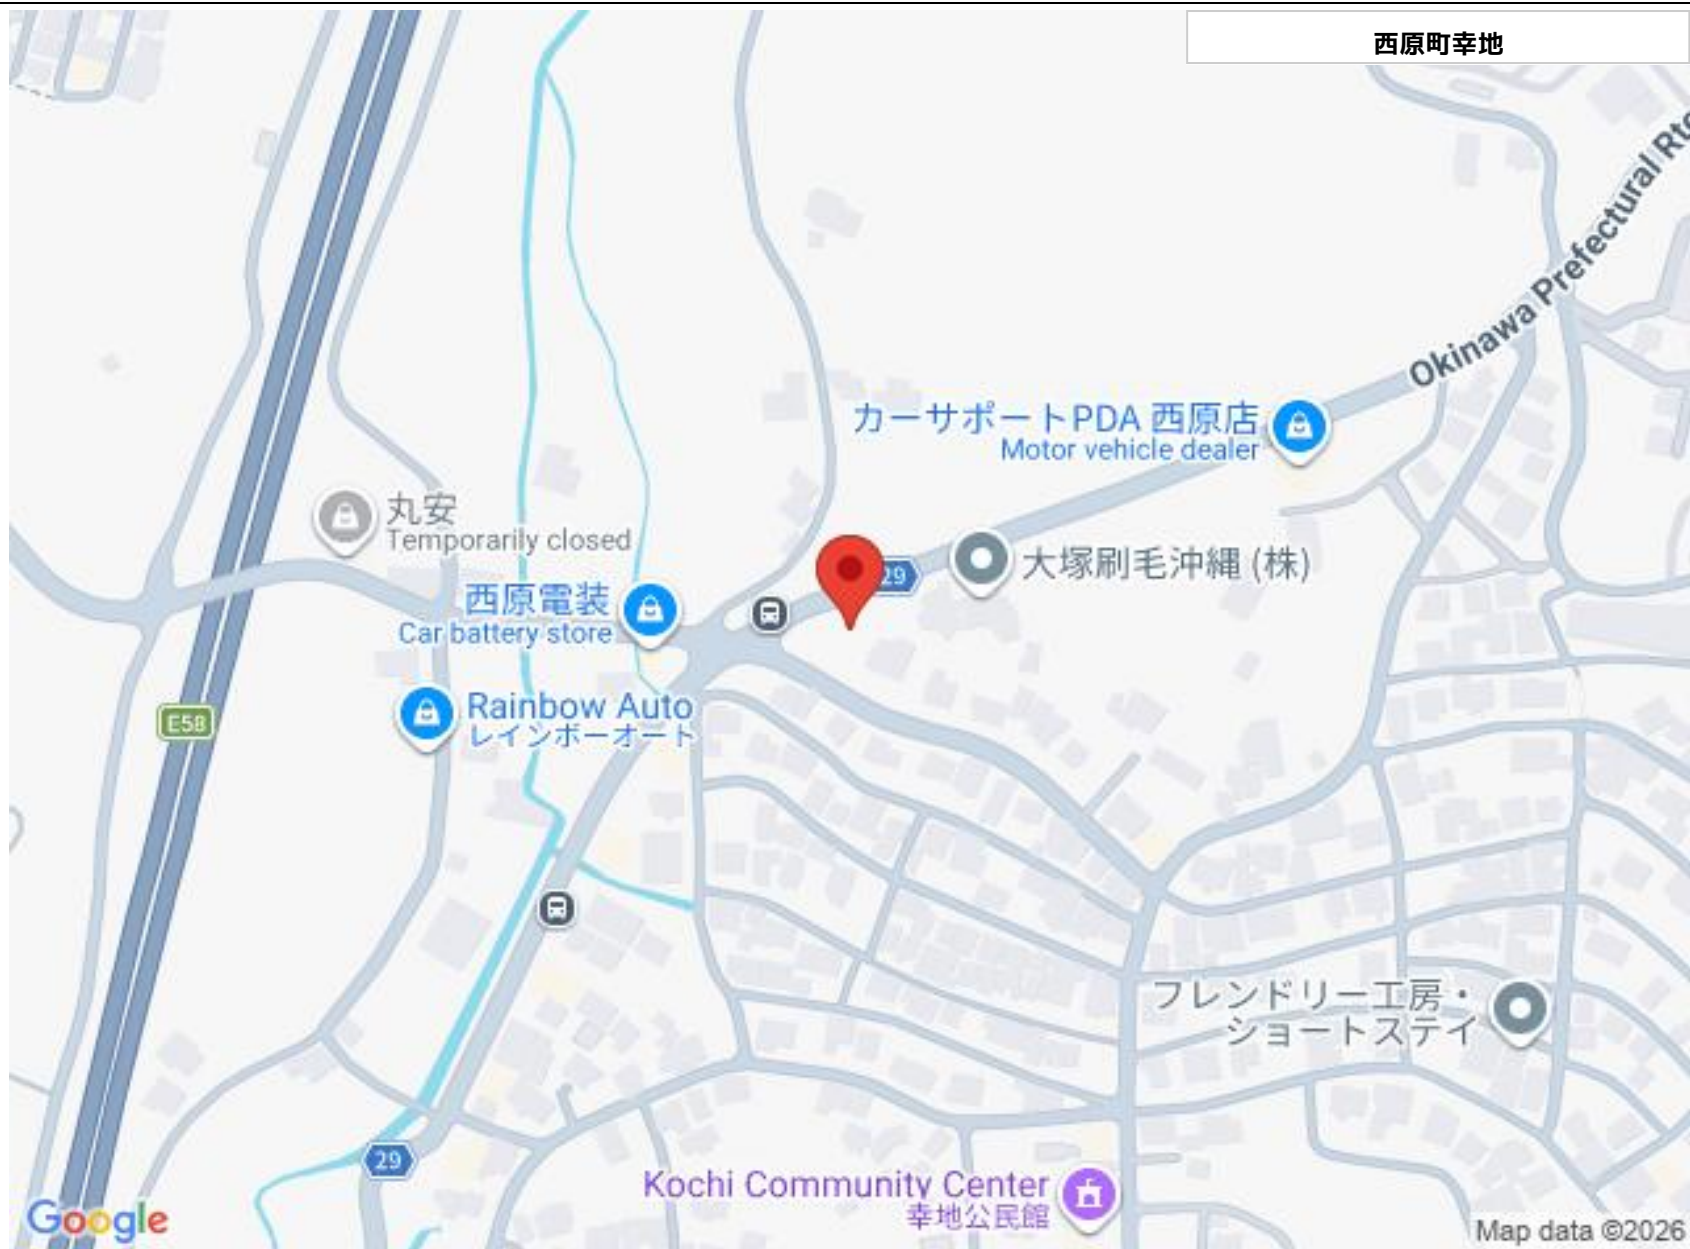 西原町幸地
Okinawa Prefectural Rte
カーサポートPDA 西原店
Motor vehicle dealer
丸安
Temporarily closed
29
大塚刷毛沖縄 (株)
西原電装
Car battery store
Rainbow Auto
レインボーオート
E58
フレンドリー工房・
ショートステイ
29
Kochi Community Center
幸地公民館
Google
Map data ©2026